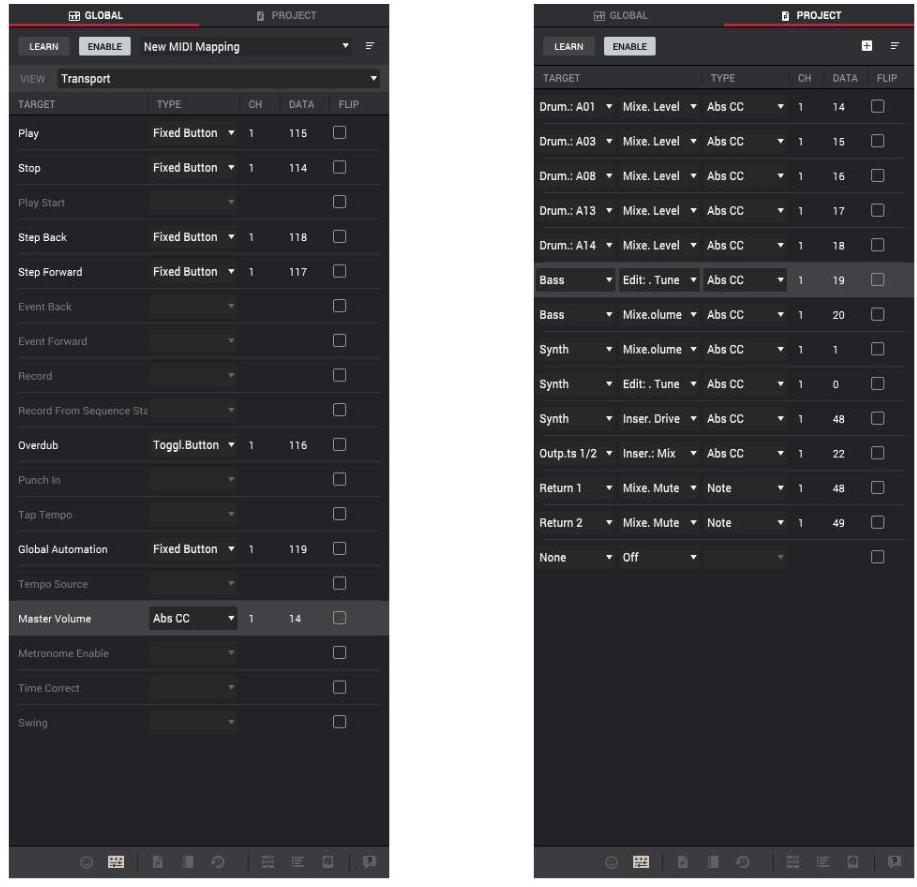 GLOBAL PROJECT
LEARN ENABLE New MIDI Mapping
VIEW Transport
TARGET TYPE CH DATA FLIP
Play Fixed Button 1 115
Stop Fixed Button 1 114
Play Start
Step Back Fixed Button 1 118
Step Forward Fixed Button 1 117
Event Back
Event Forward
Record
Record From Sequence Sta
Overdub Toggl.Button 1 116
Punch In
Tap Tempo
Global Automation Fixed Button 1 119
Tempo Source
Master Volume Abs CC 1 14
Metronome Enable
Time Correct
Swing
GLOBAL PROJECT
LEARN ENABLE
TARGET TYPE CH DATA FLIP
Drum.: A01 Mixe. Level Abs CC 1 14
Drum.: A03 Mixe. Level Abs CC 1 15
Drum.: A08 Mixe. Level Abs CC 1 16
Drum.: A13 Mixe. Level Abs CC 1 17
Drum.: A14 Mixe. Level Abs CC 1 18
Bass Edit: . Tune Abs CC 1 19
Bass Mixe.olume Abs CC 1 20
Synth Mixe.olume Abs CC 1 1
Synth Edit: . Tune Abs CC 1 0
Synth Inser. Drive Abs CC 1 48
Outp.ts 1/2 Inser.: Mix Abs CC 1 22
Return 1 Mixe. Mute Note 1 48
Return 2 Mixe. Mute Note 1 49
None Off